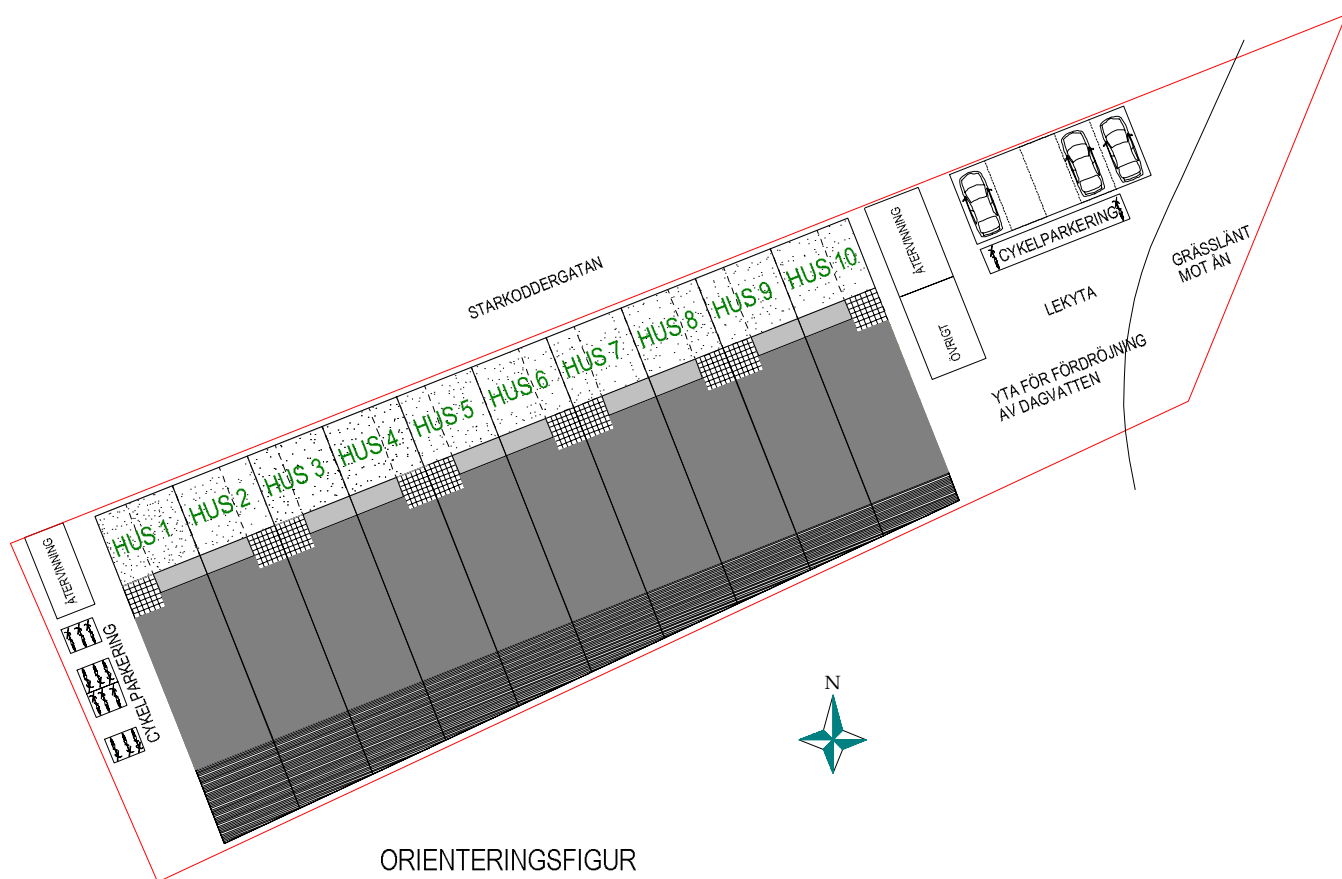 STARKODDERGATAN
ÅTERVINNING
HUS 1
HUS 2
HUS 3
HUS 4
HUS 5
HUS 6
HUS 7
HUS 8
HUS 9
HUS 10
CYKELPARKERING
ÅTERVINNING
ÖVRIGT
CYKELPARKERING
LEKYTA
GRÄSSLÄNT
MOT ÅN
YTA FÖR FÖRDRÖJNING
AV DAGVATTEN
N
ORIENTERINGSFIGUR